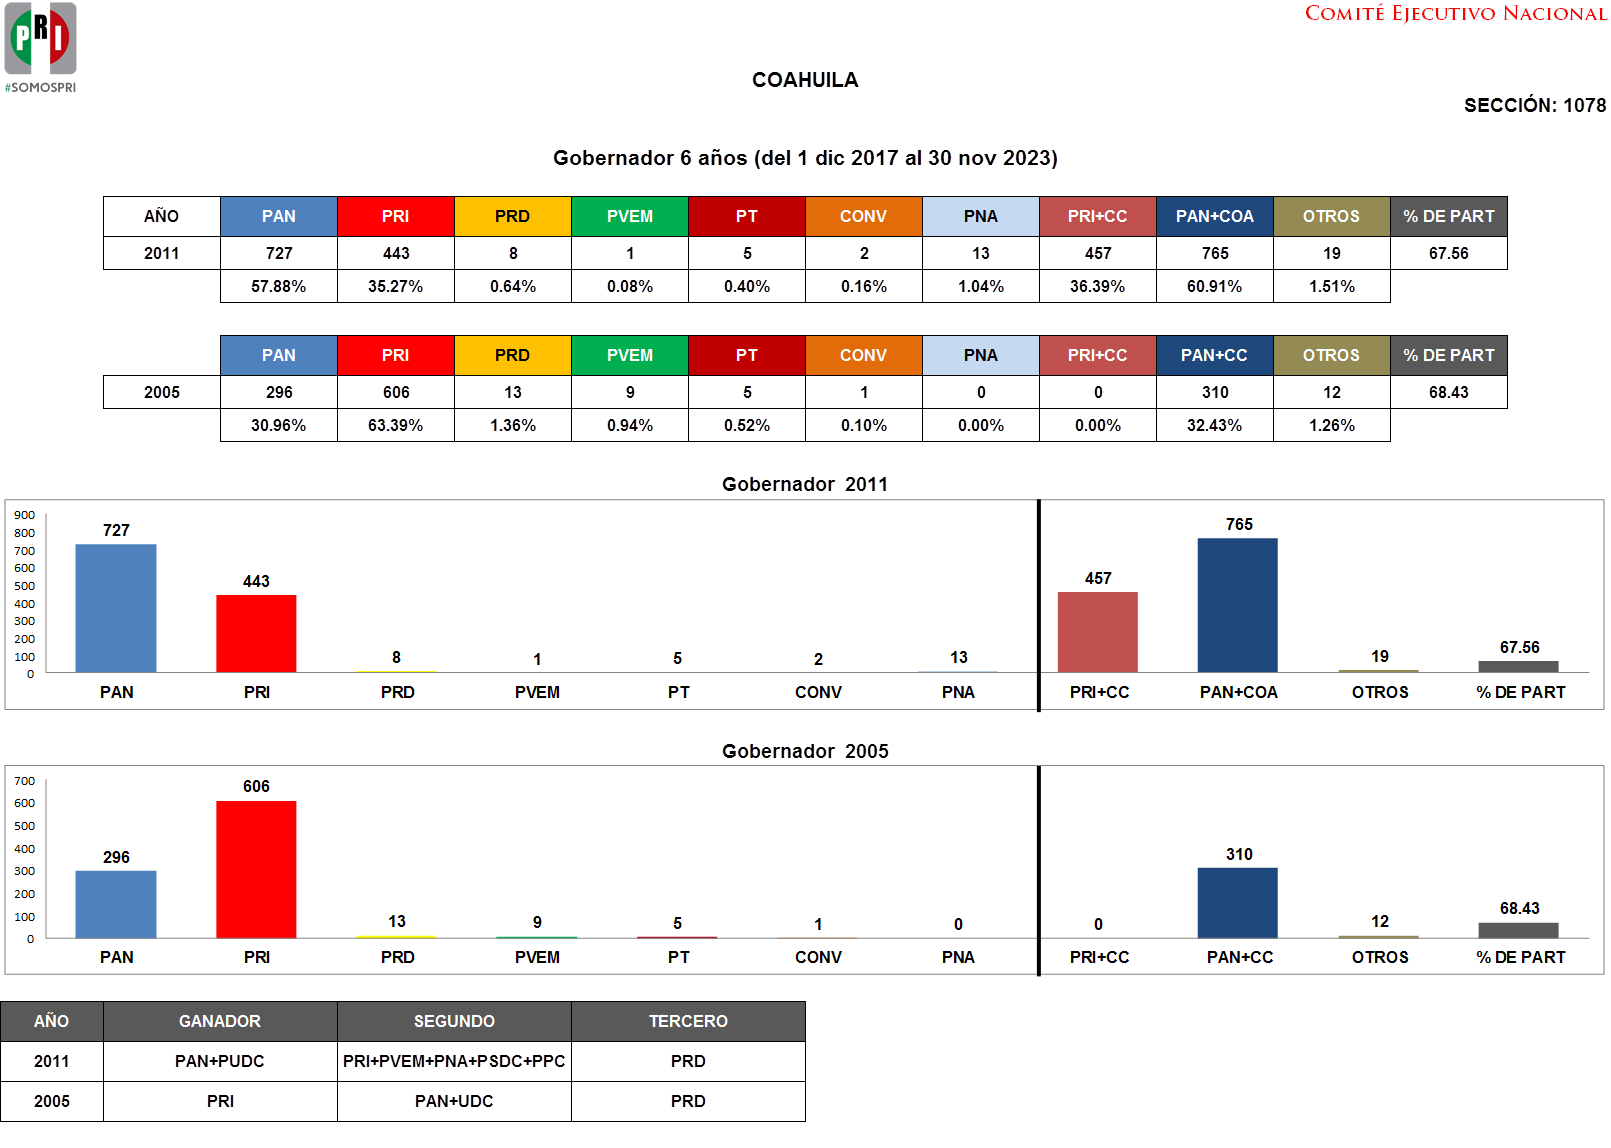 PRI
#SOMOSPRI
COMITÉ EJECUTIVO NACIONAL
COAHUILA
SECCIÓN: 1078
Gobernador 6 años (del 1 dic 2017 al 30 nov 2023)
AÑO PAN PRI PRD PVEM PT CONV PNA PRI+CC PAN+COA OTROS % DE PART
2011 727 443 8 1 5 2 13 457 765 19 67.56
57.88% 35.27% 0.64% 0.08% 0.40% 0.16% 1.04% 36.39% 60.91% 1.51%
PAN PRI PRD PVEM PT CONV PNA PRI+CC PAN+CC OTROS % DE PART
2005 296 606 13 9 5 1 0 0 310 12 68.43
30.96% 63.39% 1.36% 0.94% 0.52% 0.10% 0.00% 0.00% 32.43% 1.26%
Gobernador 2011
900
800
700
600
500
400
300
200
100
0
727 443 8 1 5 2 13 457 765 19 67.56
PAN PRI PRD PVEM PT CONV PNA PRI+CC PAN+COA OTROS % DE PART
Gobernador 2005
700
600
500
400
300
200
100
0
296 606 13 9 5 1 0 0 310 12 68.43
PAN PRI PRD PVEM PT CONV PNA PRI+CC PAN+CC OTROS % DE PART
AÑO GANADOR SEGUNDO TERCERO
2011 PAN+PUDC PRI+PVEM+PNA+PSDC+PPC PRD
2005 PRI PAN+UDC PRD